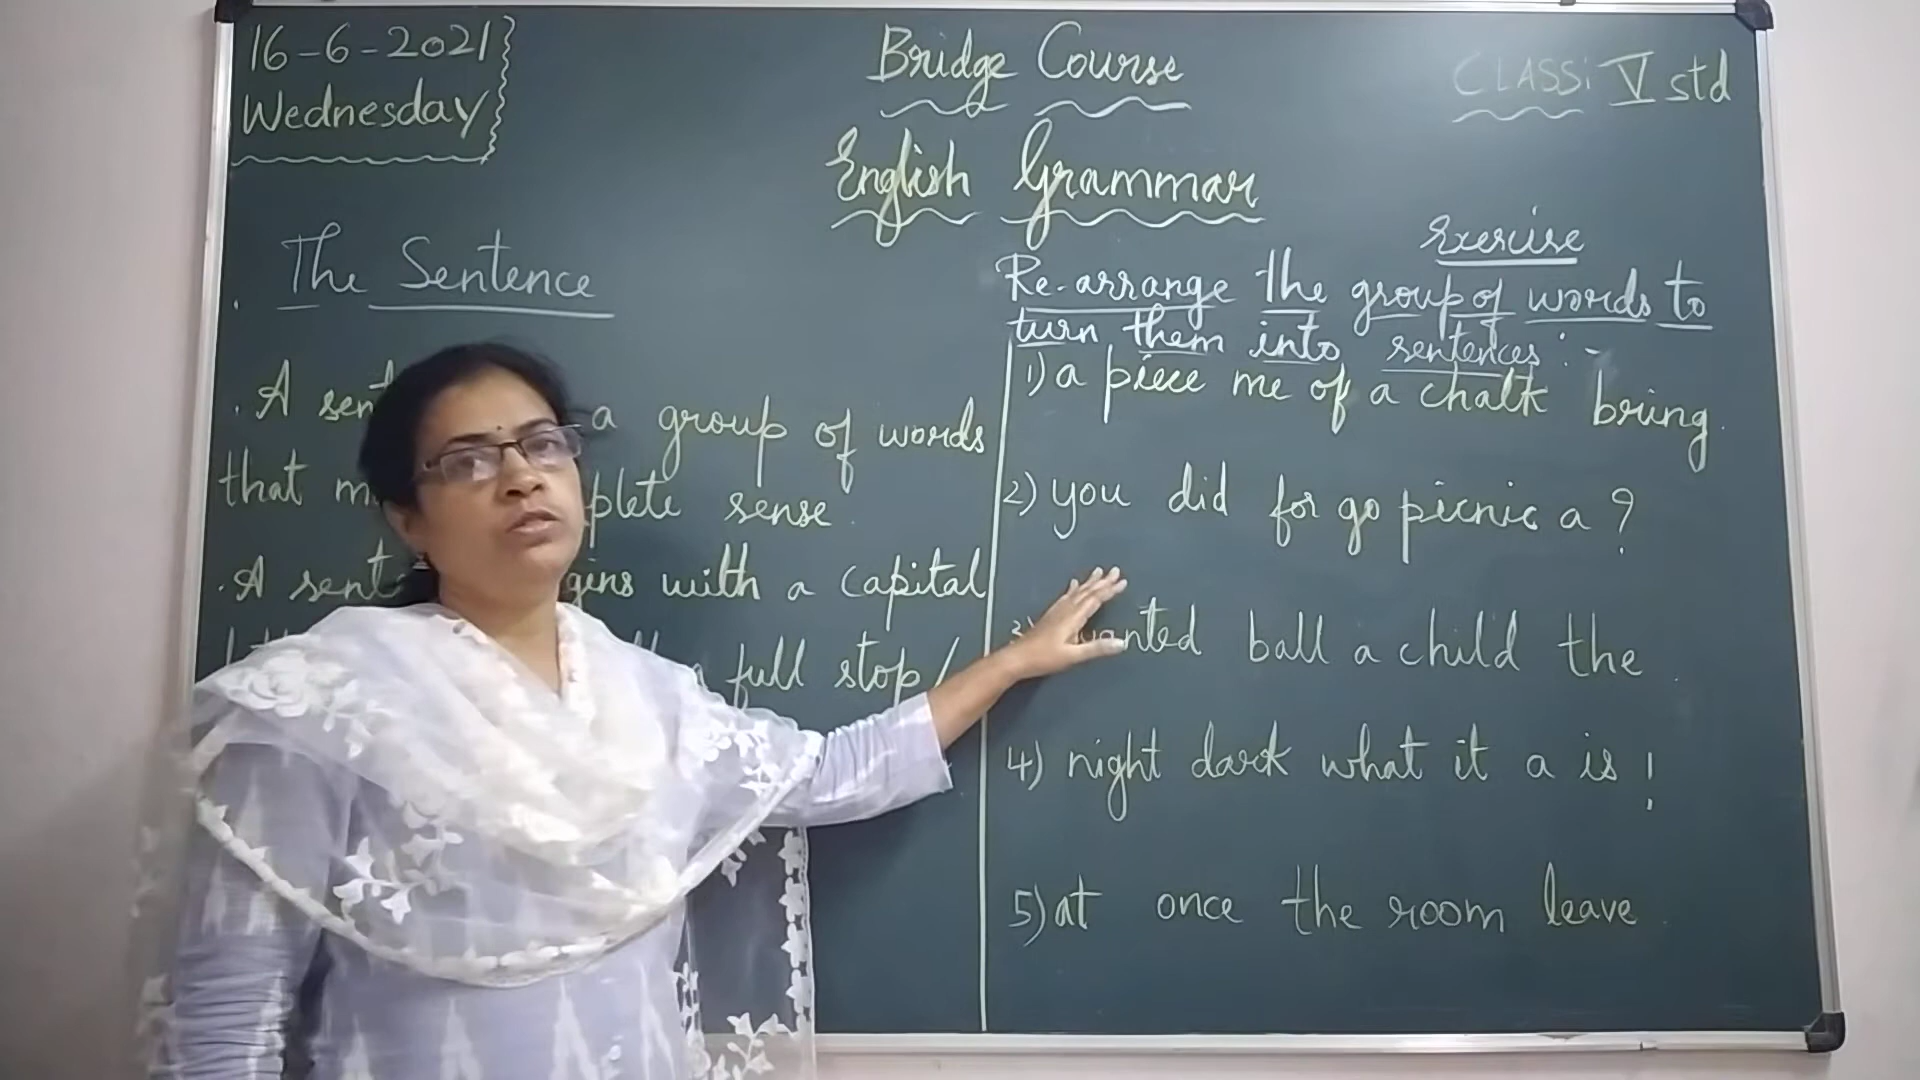 16-6-2021
Wednesday
Bridge Course
English Grammar
CLASS: V std
The Sentence
. A a group of words
that plete sense.
. A gins with a capital
full stop/
Exercise
Re-arrange the group of words to
turn them into sentences:-
1) a piece me of a chalk bring.
2) you did for go picnic a?
3) wanted ball a child the.
4) night dark what it a is!
5) at once the room leave.